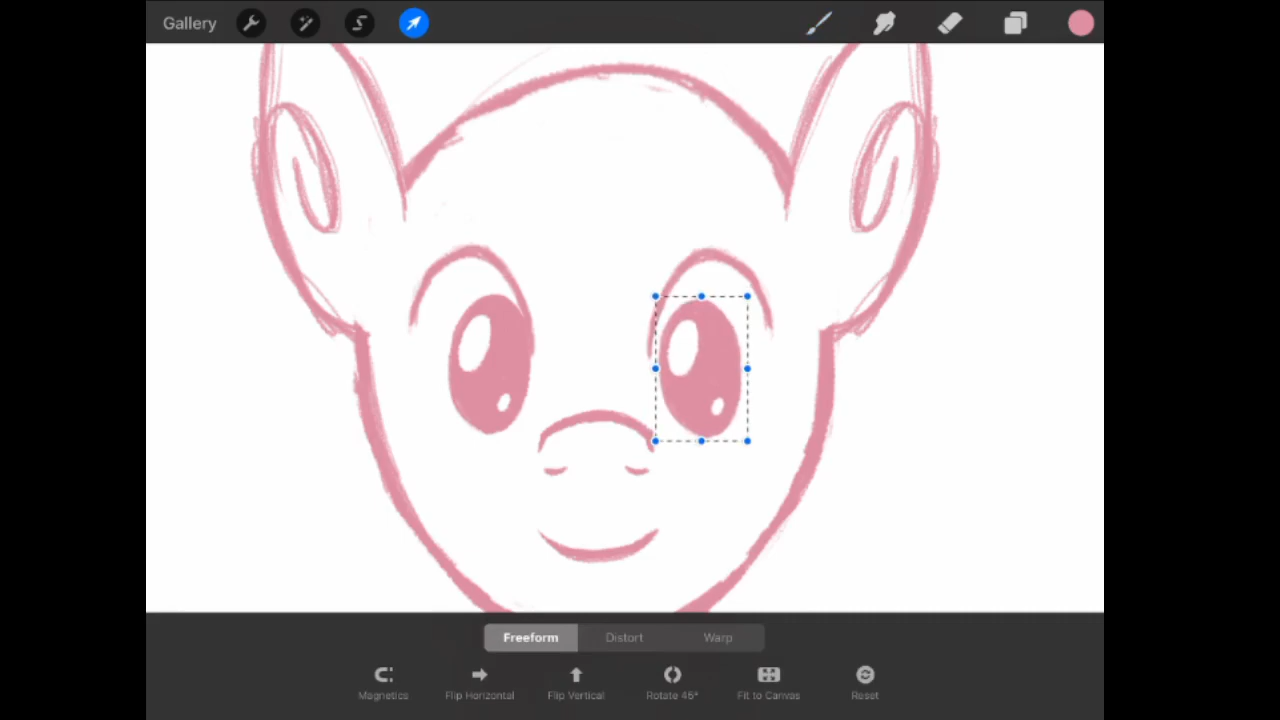 Gallery
Freeform Distort Warp
Magnetics Flip Horizontal Flip Vertical Rotate 45° Fit to Canvas Reset